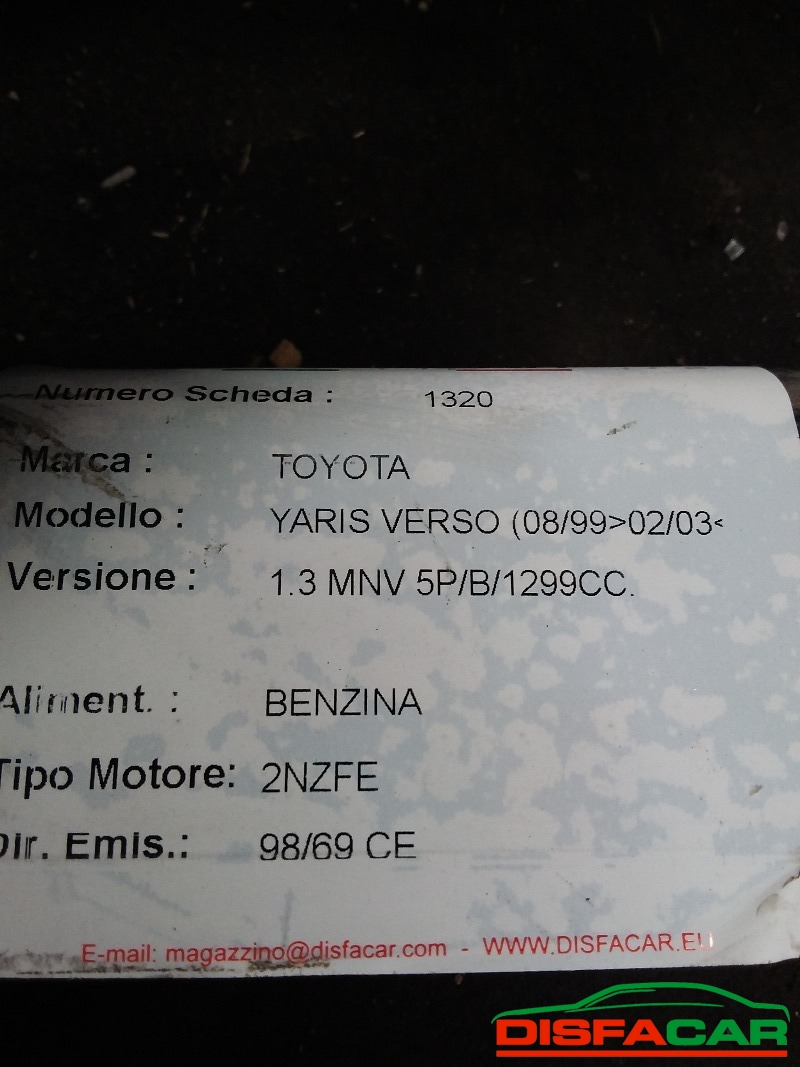 Numero Scheda : 1320
Marca : TOYOTA
Modello : YARIS VERSO (08/99>02/03<
Versione : 1.3 MNV 5P/B/1299CC.
Aliment. : BENZINA
Tipo Motore: 2NZFE
Dir. Emis.: 98/69 CE
E-mail: magazzino@disfacar.com - WWW.DISFACAR.EU
DISFACAR